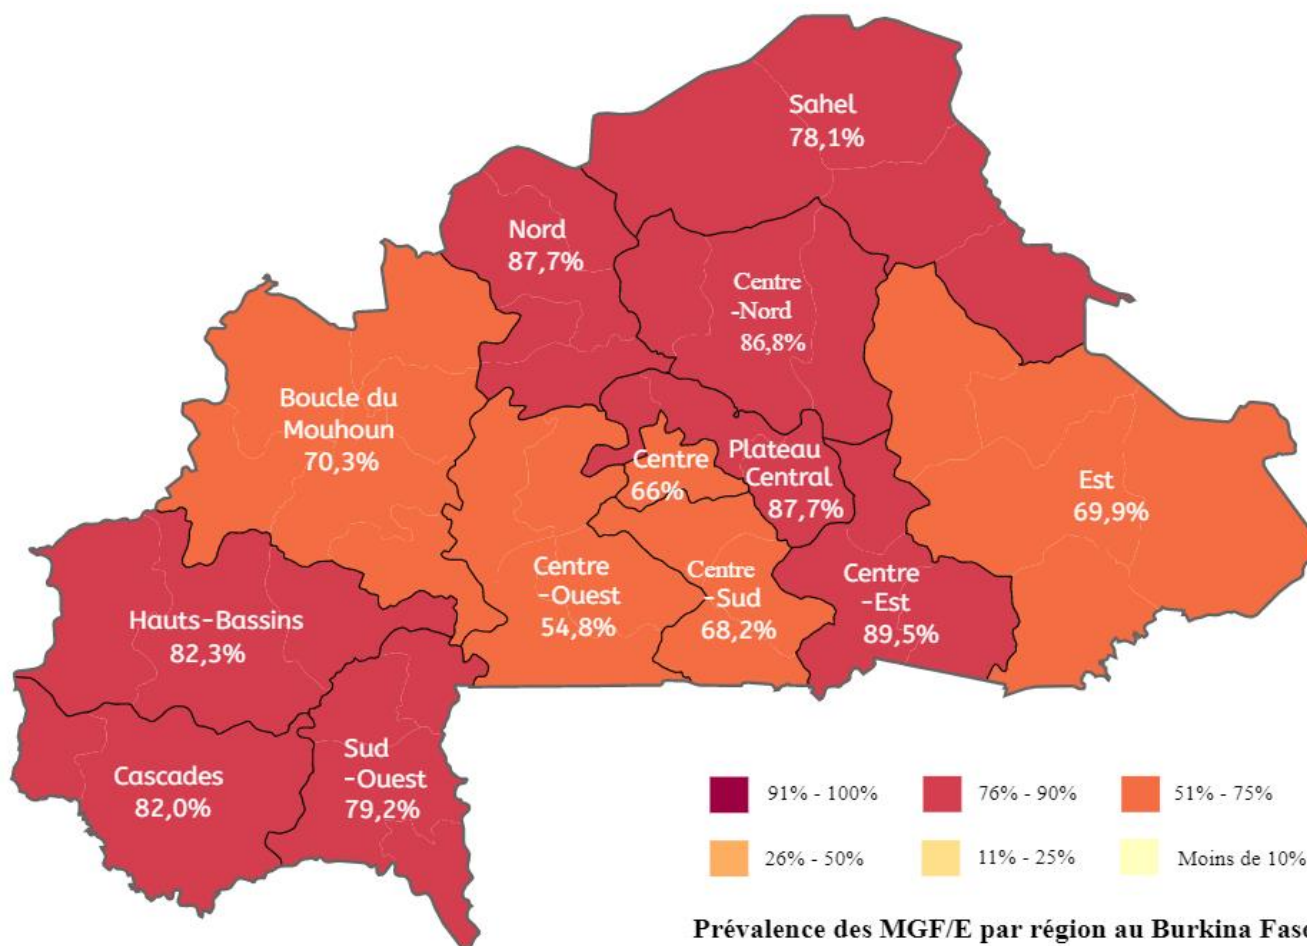 Sahel
78,1%
Nord
87,7%
Centre
-Nord
86,8%
Boucle du
Mouhoun
70,3%
Centre
66%
Plateau
Central
87,7%
Est
69,9%
Centre
-Ouest
54,8%
Centre
-Sud
68,2%
Centre
-Est
89,5%
Hauts-Bassins
82,3%
Cascades
82,0%
Sud
-Ouest
79,2%
91% - 100%
76% - 90%
51% - 75%
26% - 50%
11% - 25%
Moins de 10%
Prévalence des MGF/E par région au Burkina Faso